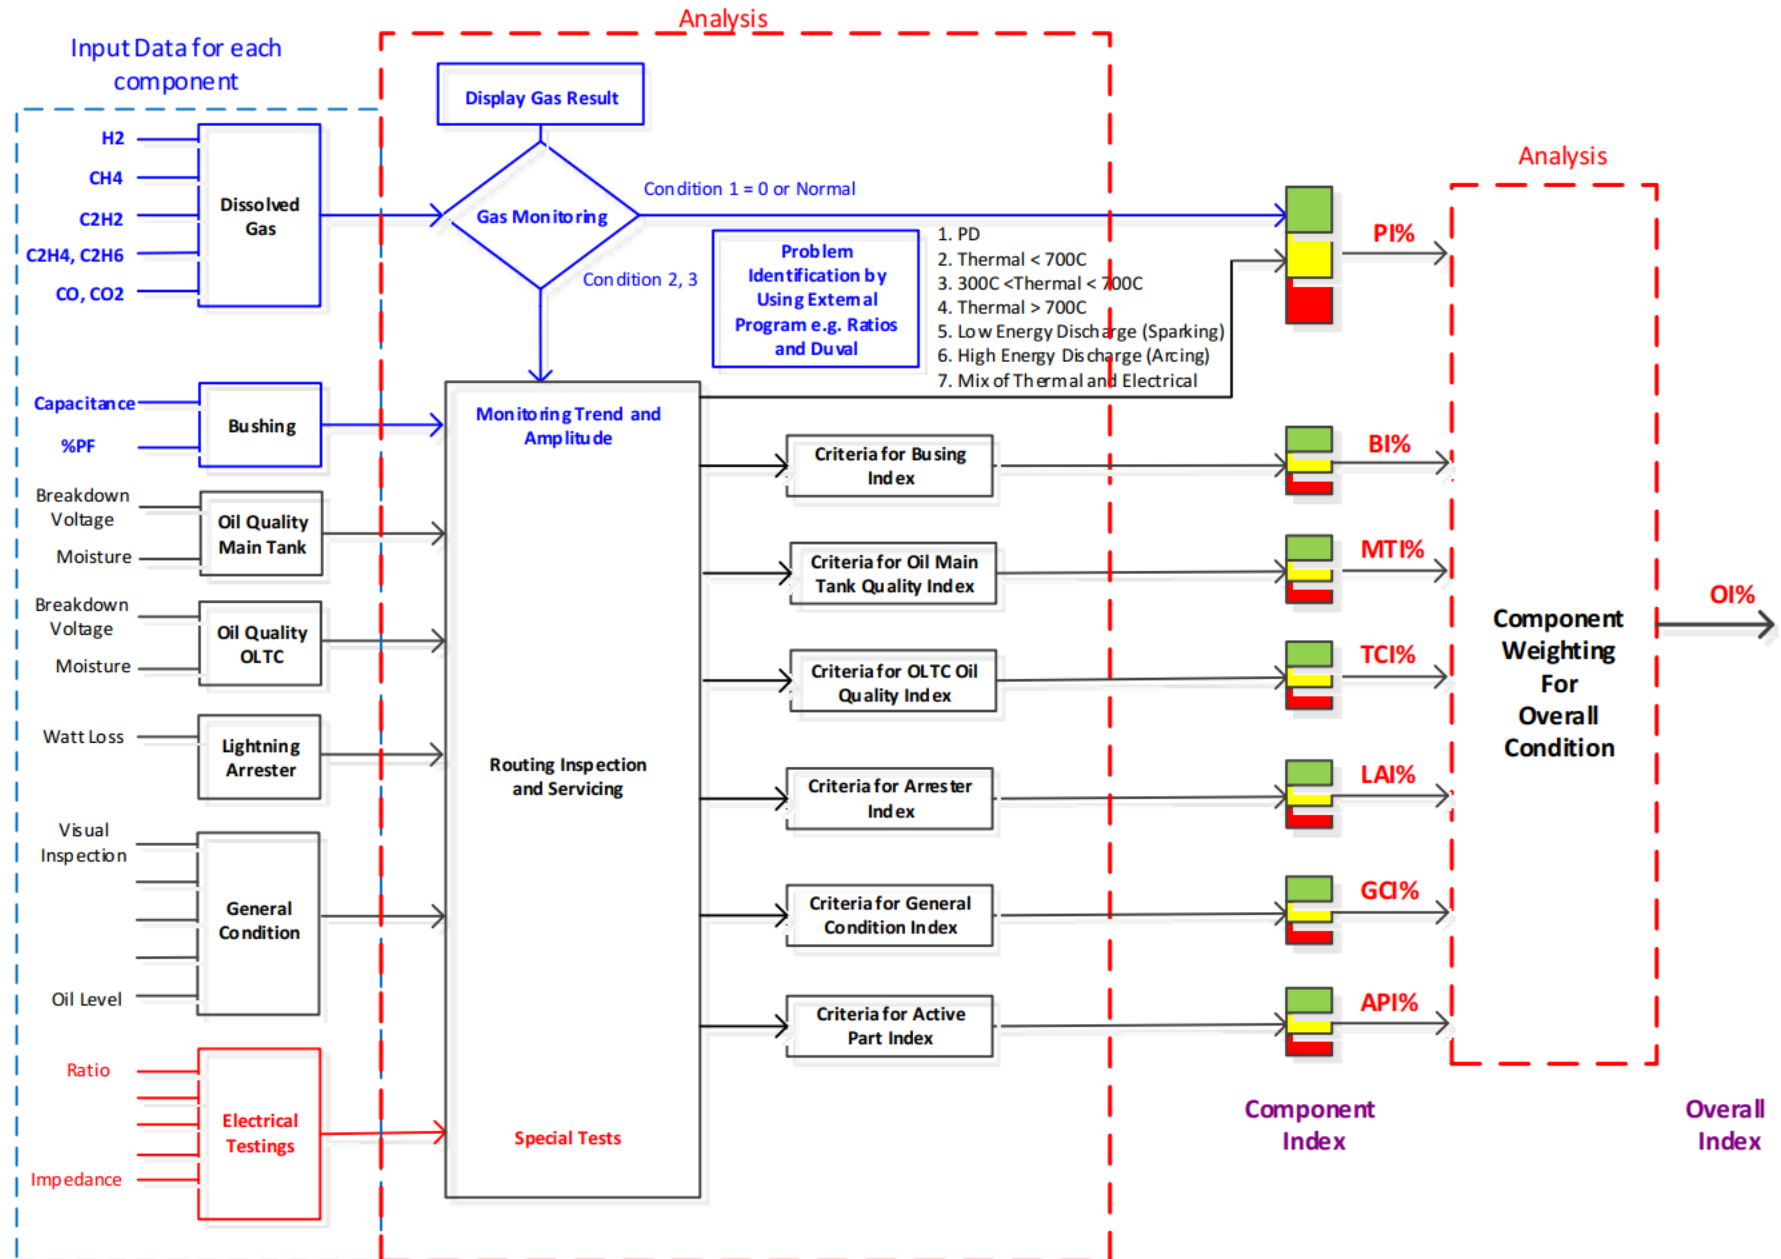 Analysis
Input Data for each
component
Display Gas Result
H2
CH4
C2H2
C2H4, C2H6
CO, CO2
Dissolved
Gas
Gas Monitoring
Condition 1 = 0 or Normal
Condition 2, 3
Problem
Identification by
Using External
Program e.g. Ratios
and Duval
1. PD
2. Thermal < 700C
3. 300C <Thermal < 700C
4. Thermal > 700C
5. Low Energy Discharge (Sparking)
6. High Energy Discharge (Arcing)
7. Mix of Thermal and Electrical
Capacitance
%PF
Bushing
Breakdown
Voltage
Moisture
Oil Quality
Main Tank
Breakdown
Voltage
Moisture
Oil Quality
OLTC
Watt Loss
Lightning
Arrester
Visual
Inspection
Oil Level
General
Condition
Ratio
Impedance
Electrical
Testings
Monitoring Trend and
Amplitude
Routing Inspection
and Servicing
Special Tests
Criteria for Busing
Index
Criteria for Oil Main
Tank Quality Index
Criteria for OLTC Oil
Quality Index
Criteria for Arrester
Index
Criteria for General
Condition Index
Criteria for Active
Part Index
PI%
BI%
MTI%
TCI%
LAI%
GCI%
API%
Component
Index
Analysis
Component
Weighting
For
Overall
Condition
OI%
Overall
Index